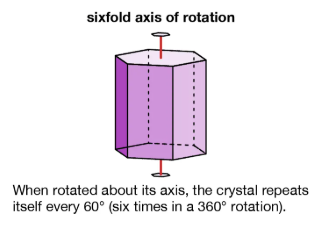 sixfold axis of rotation
When rotated about its axis, the crystal repeats
itself every 60° (six times in a 360° rotation).